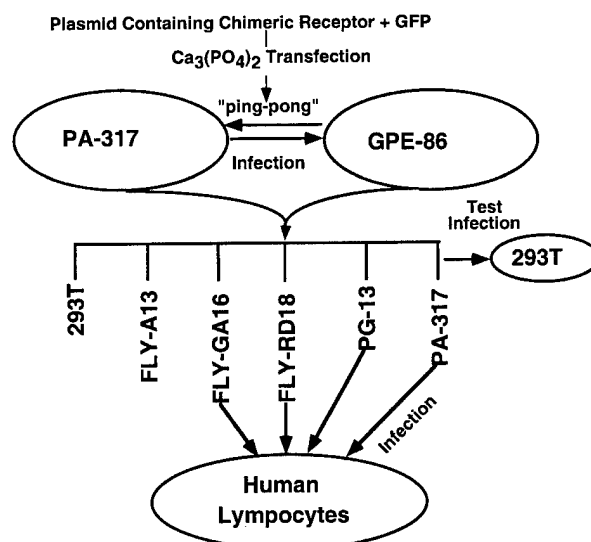 Plasmid Containing Chimeric Receptor + GFP
Ca3(PO4)2 Transfection
"ping-pong"
PA-317
GPE-86
Infection
Test
Infection
293T
293T
FLY-A13
FLY-GA16
FLY-RD18
PG-13
PA-317
Infection
Human
Lympocytes